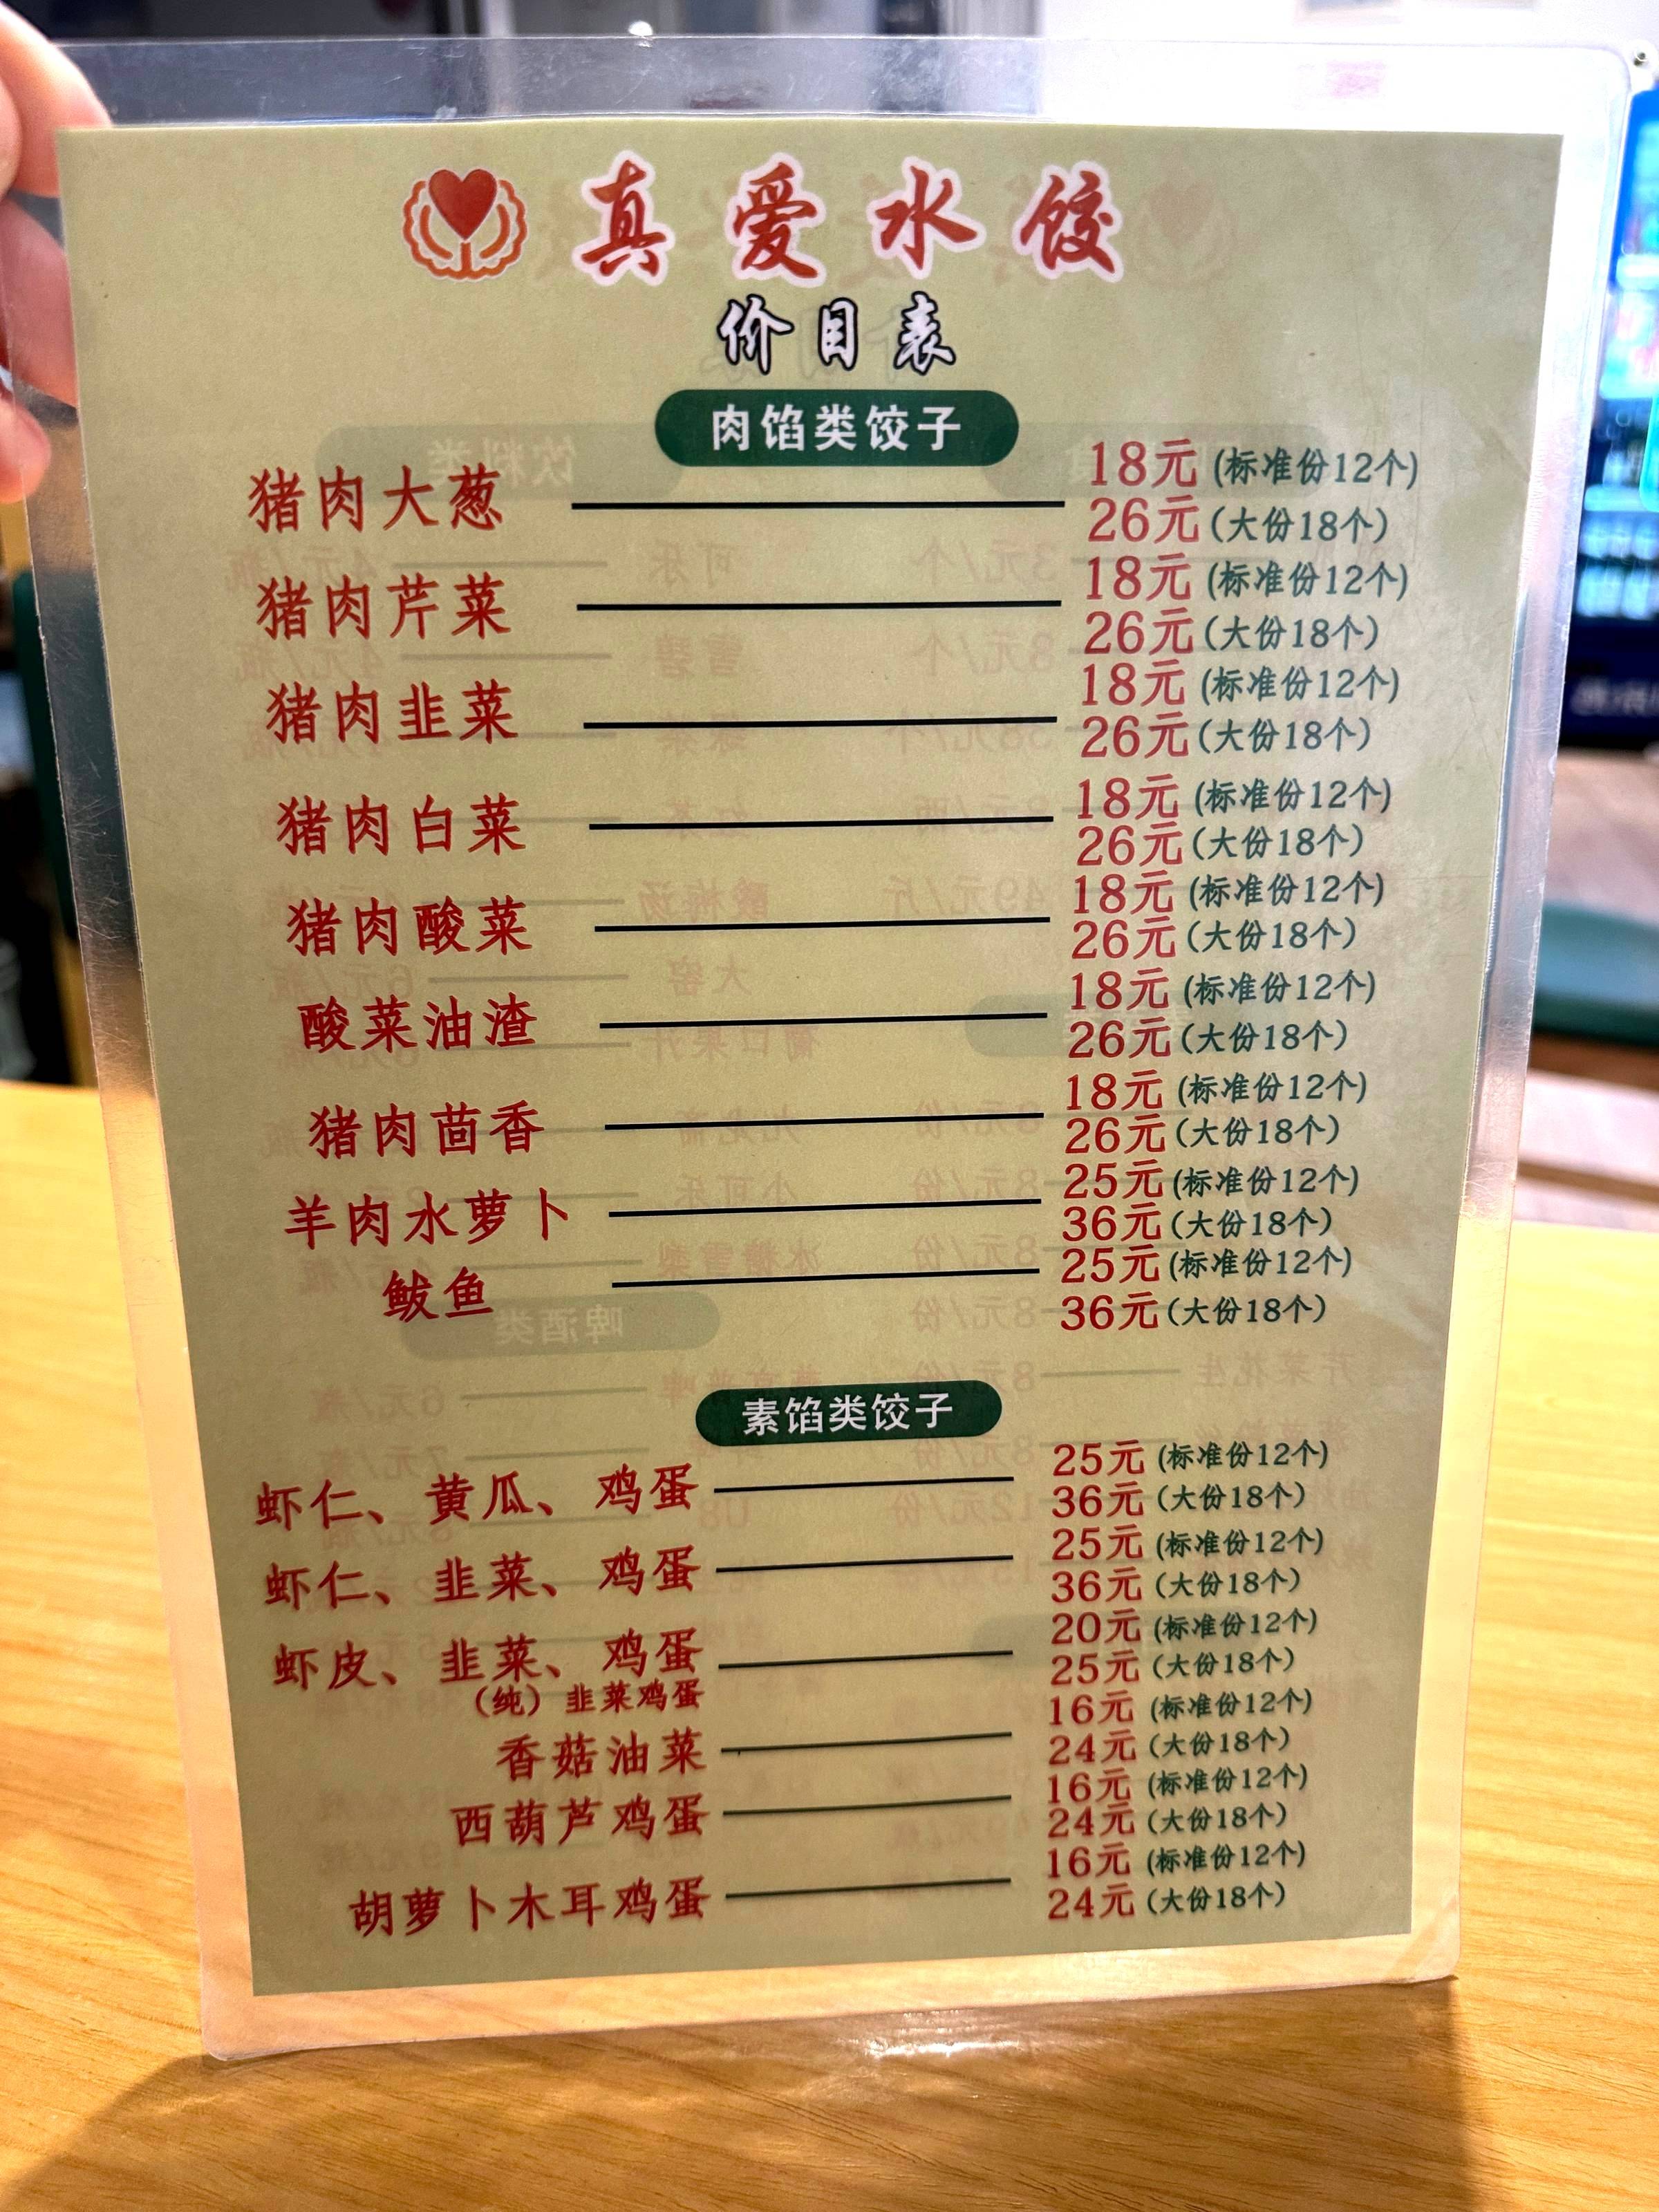 真爱水饺
价目表
肉馅类饺子
猪肉大葱 18元 (标准份12个)
26元 (大份18个)
猪肉芹菜 18元 (标准份12个)
26元 (大份18个)
猪肉韭菜 18元 (标准份12个)
26元 (大份18个)
猪肉白菜 18元 (标准份12个)
26元 (大份18个)
猪肉酸菜 18元 (标准份12个)
26元 (大份18个)
酸菜油渣 18元 (标准份12个)
26元 (大份18个)
猪肉茴香 18元 (标准份12个)
26元 (大份18个)
羊肉水萝卜 25元 (标准份12个)
36元 (大份18个)
鲅鱼 25元 (标准份12个)
36元 (大份18个)
素馅类饺子
虾仁、黄瓜、鸡蛋 25元 (标准份12个)
36元 (大份18个)
虾仁、韭菜、鸡蛋 25元 (标准份12个)
36元 (大份18个)
虾皮、韭菜、鸡蛋 20元 (标准份12个)
25元 (大份18个)
(纯) 韭菜鸡蛋
香菇油菜 16元 (标准份12个)
24元 (大份18个)
西葫芦鸡蛋 16元 (标准份12个)
24元 (大份18个)
胡萝卜木耳鸡蛋 16元 (标准份12个)
24元 (大份18个)